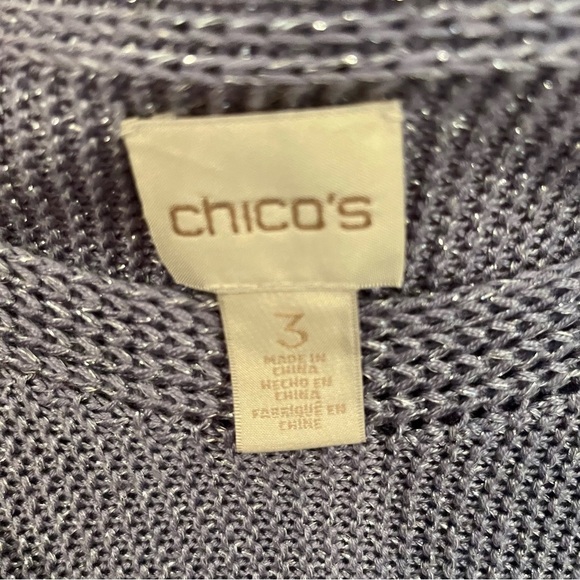 chico's
3
MADE IN
CHINA
HECHO EN
CHINA
FABRIQUÉ EN
CHINE